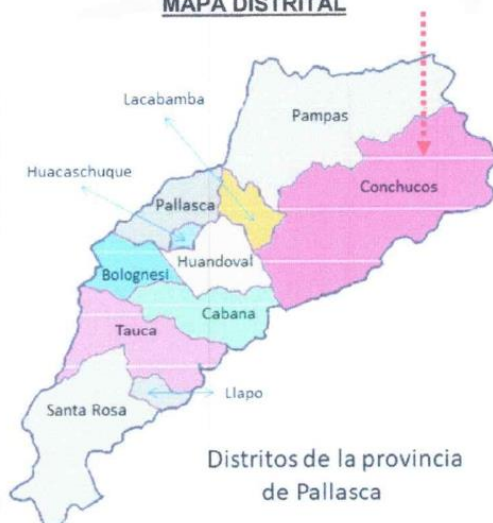 MAPA DISTRITAL
Lacabamba
Pampas
Huacaschuque
Conchucos
Pallasca
Huandoval
Bolognesi
Cabana
Tauca
Llapo
Santa Rosa
Distritos de la provincia
de Pallasca